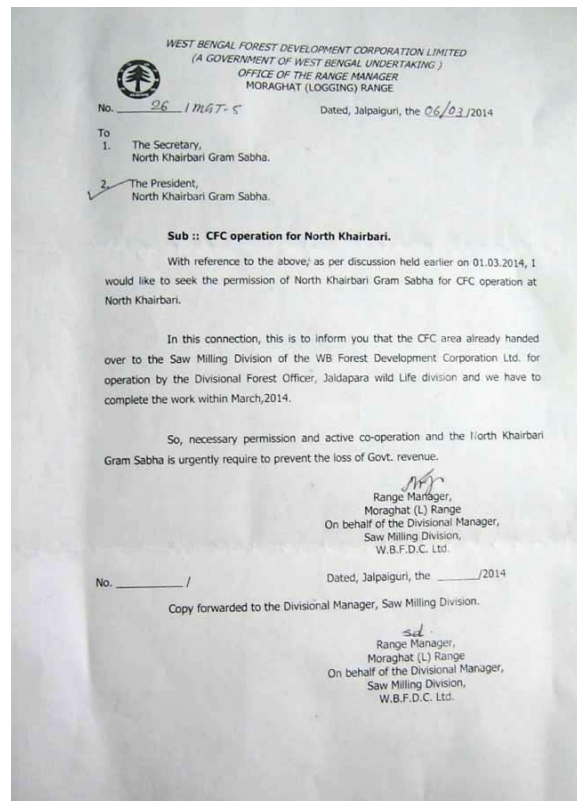 WEST BENGAL FOREST DEVELOPMENT CORPORATION LIMITED
(A GOVERNMENT OF WEST BENGAL UNDERTAKING )
OFFICE OF THE RANGE MANAGER
MORAGHAT (LOGGING) RANGE
No. 26 / MGT-5 Dated, Jalpaiguri, the 06/03/2014
To
1. The Secretary,
North Khairbari Gram Sabha.
2. The President,
North Khairbari Gram Sabha.
Sub :: CFC operation for North Khairbari.
With reference to the above, as per discussion held earlier on 01.03.2014, I
would like to seek the permission of North Khairbari Gram Sabha for CFC operation at
North Khairbari.
In this connection, this is to inform you that the CFC area already handed
over to the Saw Milling Division of the WB Forest Development Corporation Ltd. for
operation by the Divisional Forest Officer, Jaldapara wild Life division and we have to
complete the work within March,2014.
So, necessary permission and active co-operation and the North Khairbari
Gram Sabha is urgently require to prevent the loss of Govt. revenue.
Range Manager,
Moraghat (L) Range
On behalf of the Divisional Manager,
Saw Milling Division,
W.B.F.D.C. Ltd.
No. __________/ Dated, Jalpaiguri, the ______/2014
Copy forwarded to the Divisional Manager, Saw Milling Division.
sd.
Range Manager,
Moraghat (L) Range
On behalf of the Divisional Manager,
Saw Milling Division,
W.B.F.D.C. Ltd.